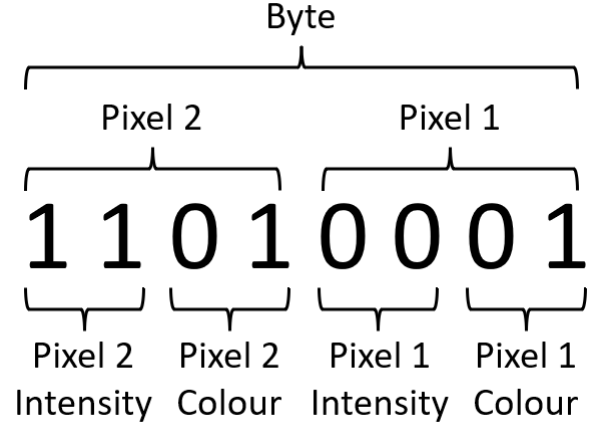 Byte
Pixel 2 Pixel 1
1 1 0 1 0 0 0 1
Pixel 2 Pixel 2 Pixel 1 Pixel 1
Intensity Colour Intensity Colour